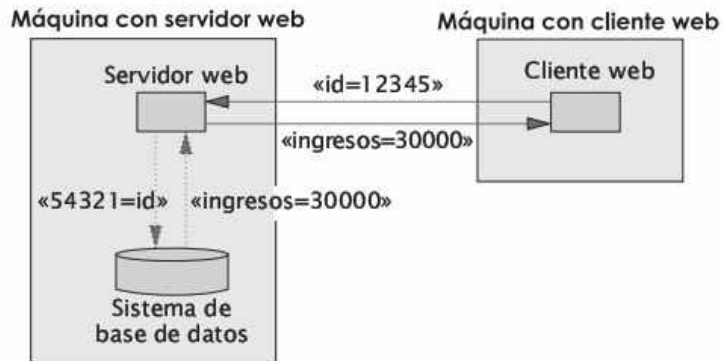 Máquina con servidor web
Máquina con cliente web
Servidor web
Cliente web
«id=12345»
«ingresos=30000»
«54321=id»
«ingresos=30000»
Sistema de
base de datos